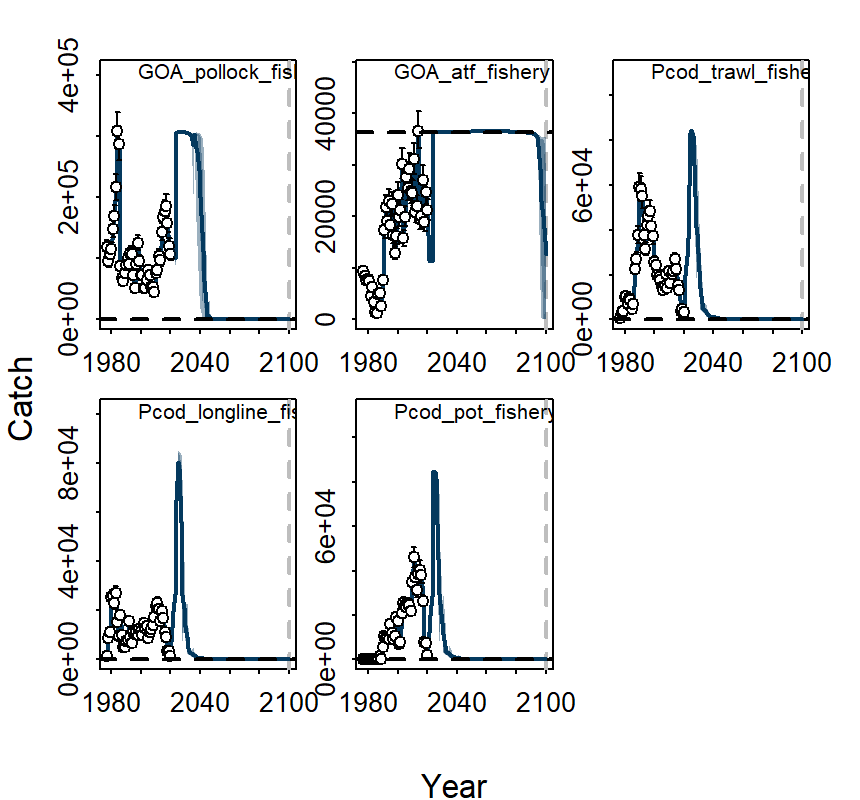 GOA_pollock_fisl
GOA_atf_fishery
Pcod_trawl_fishe
4e+05
2e+05
0e+00
40000
20000
0
6e+04
0e+00
1980 2040 2100
1980 2040 2100
1980 2040 2100
Catch
Pcod_longline_fis
Pcod_pot_fishery
8e+04
4e+04
0e+00
6e+04
0e+00
1980 2040 2100
1980 2040 2100
Year